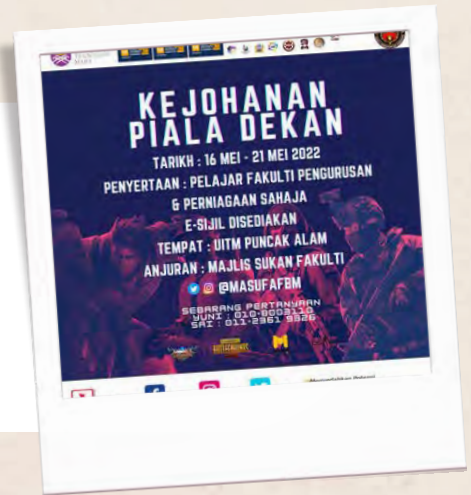 KEJOHANAN
PIALA DEKAN
TARIKH : 16 MEI - 21 MEI 2022
PENYERTAAN : PELAJAR FAKULTI PENGURUSAN
& PERNIAGAAN SAHAJA
E-SIJIL DISEDIAKAN
TEMPAT : UITM PUNCAK ALAM
ANJURAN : MAJLIS SUKAN FAKULTI
@MASUFAFBM
SEBARANG PERTANYAAN
YUNI : 010-8003110
SAI : 011-2361 9326